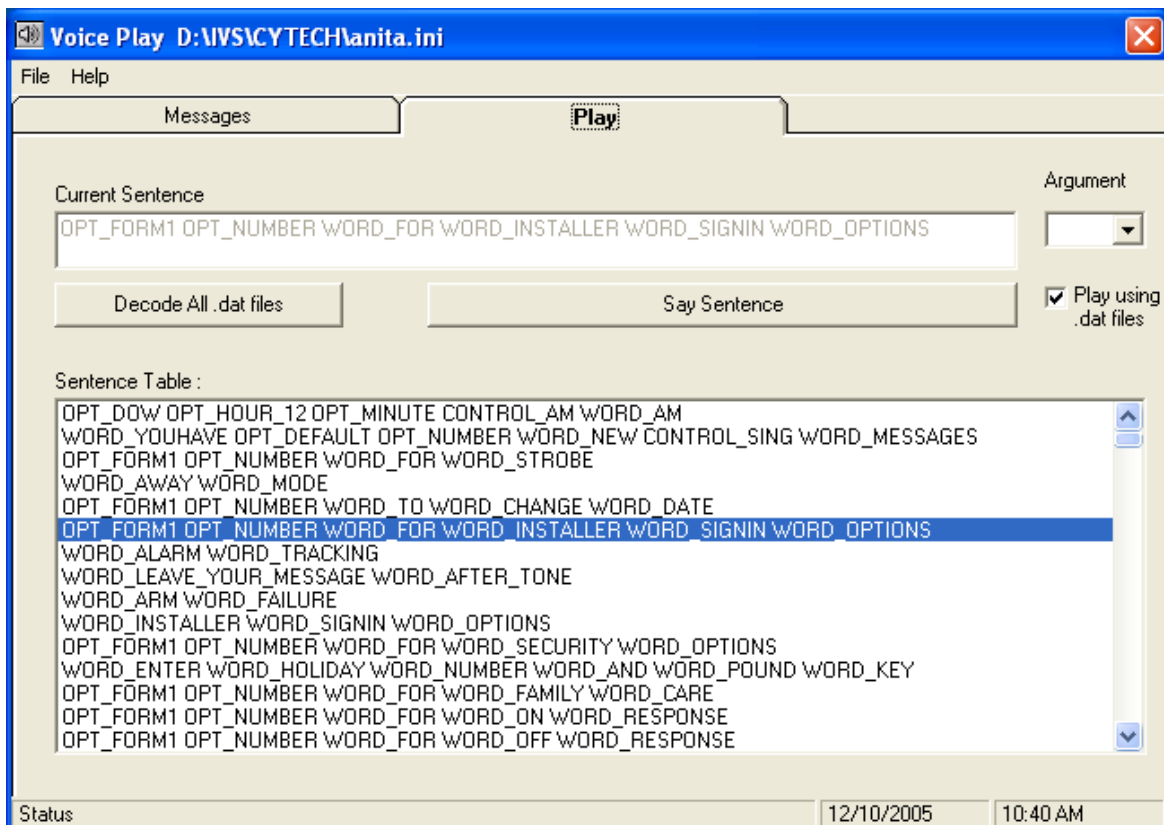 Voice Play D:\IVS\CYTECH\anita.ini
File Help
Messages Play
Current Sentence Argument
OPT_FORM1 OPT_NUMBER WORD_FOR WORD_INSTALLER WORD_SIGNIN WORD_OPTIONS
Decode All .dat files Say Sentence Play using
.dat files
Sentence Table :
OPT_DOW OPT_HOUR_12 OPT_MINUTE CONTROL_AM WORD_AM
WORD_YOUHAVE OPT_DEFAULT OPT_NUMBER WORD_NEW CONTROL_SING WORD_MESSAGES
OPT_FORM1 OPT_NUMBER WORD_FOR WORD_STROBE
WORD_AWAY WORD_MODE
OPT_FORM1 OPT_NUMBER WORD_TO WORD_CHANGE WORD_DATE
OPT_FORM1 OPT_NUMBER WORD_FOR WORD_INSTALLER WORD_SIGNIN WORD_OPTIONS
WORD_ALARM WORD_TRACKING
WORD_LEAVE_YOUR_MESSAGE WORD_AFTER_TONE
WORD_ARM WORD_FAILURE
WORD_INSTALLER WORD_SIGNIN WORD_OPTIONS
OPT_FORM1 OPT_NUMBER WORD_FOR WORD_SECURITY WORD_OPTIONS
WORD_ENTER WORD_HOLIDAY WORD_NUMBER WORD_AND WORD_POUND WORD_KEY
OPT_FORM1 OPT_NUMBER WORD_FOR WORD_FAMILY WORD_CARE
OPT_FORM1 OPT_NUMBER WORD_FOR WORD_ON WORD_RESPONSE
OPT_FORM1 OPT_NUMBER WORD_FOR WORD_OFF WORD_RESPONSE
Status 12/10/2005 10:40 AM